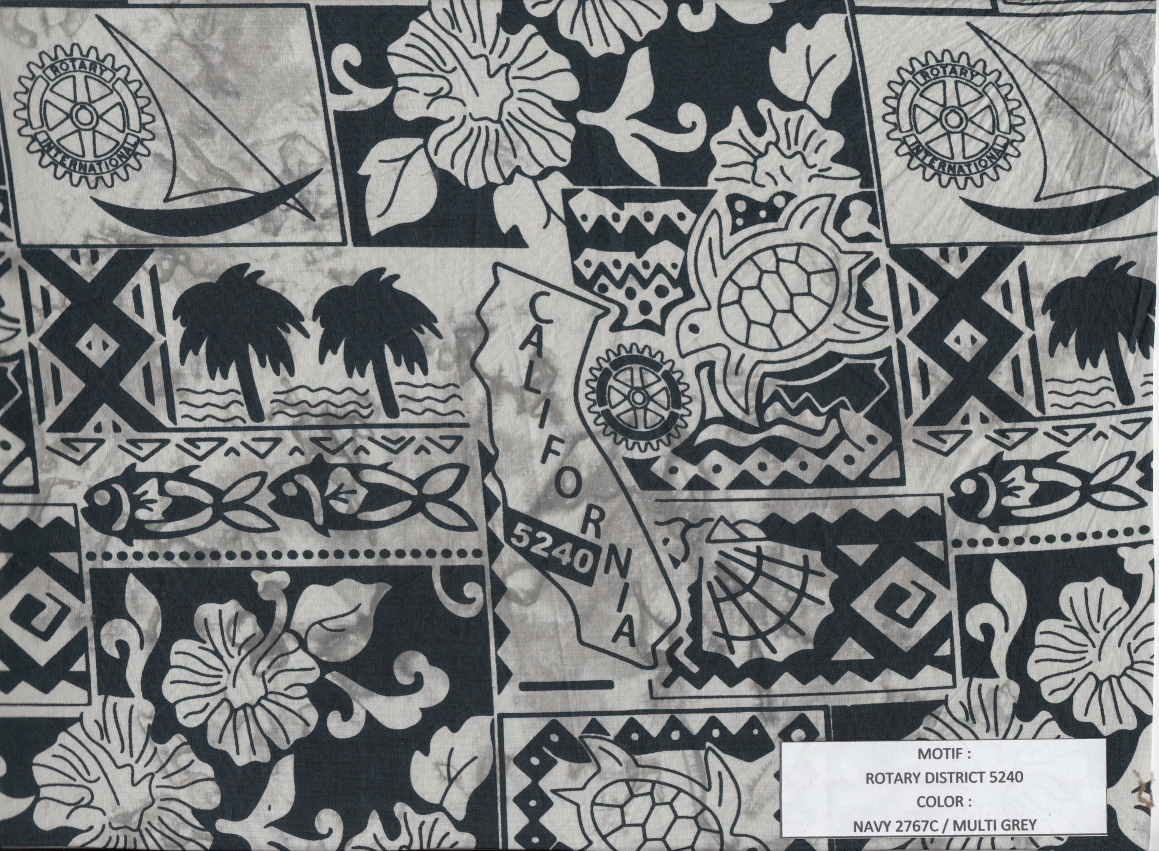 ROTARY
INTERNATIONAL
ROTARY
INTERNATIONAL
CALIFORNIA
5240
MOTIF :
ROTARY DISTRICT 5240
COLOR :
NAVY 2767C / MULTI GREY